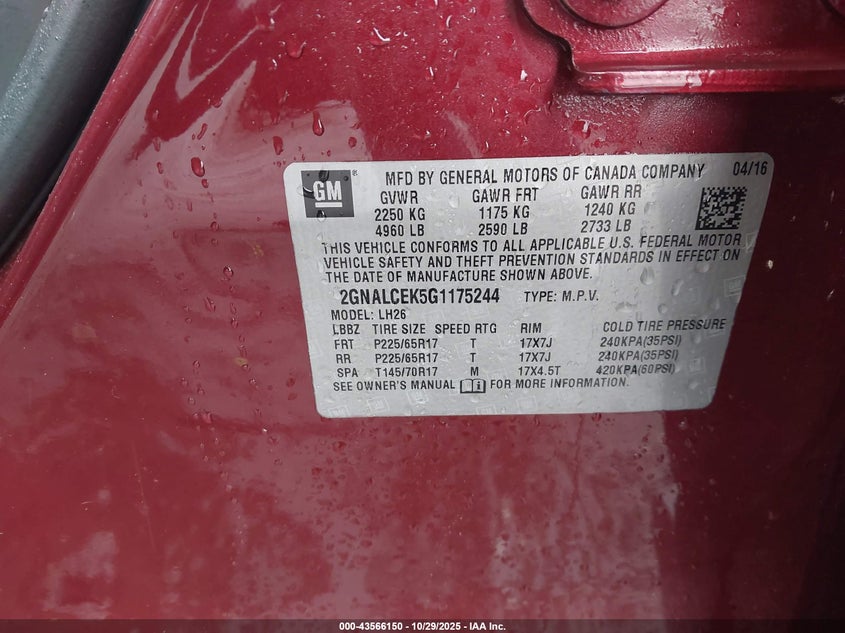 GM ®
MFD BY GENERAL MOTORS OF CANADA COMPANY 04/16
GVWR GAWR FRT GAWR RR
2250 KG 1175 KG 1240 KG
4960 LB 2590 LB 2733 LB
THIS VEHICLE CONFORMS TO ALL APPLICABLE U.S. FEDERAL MOTOR
VEHICLE SAFETY AND THEFT PREVENTION STANDARDS IN EFFECT ON
THE DATE OF MANUFACTURE SHOWN ABOVE.
2GNALCEK5G1175244 TYPE: M.P.V.
MODEL: LH26
LBBZ TIRE SIZE SPEED RTG RIM COLD TIRE PRESSURE
FRT P225/65R17 T 17X7J 240KPA(35PSI)
RR P225/65R17 T 17X7J 240KPA(35PSI)
SPA T145/70R17 M 17X4.5T 420KPA(60PSI)
SEE OWNER'S MANUAL FOR MORE INFORMATION.
000-43566150 - 10/29/2025 - IAA Inc.